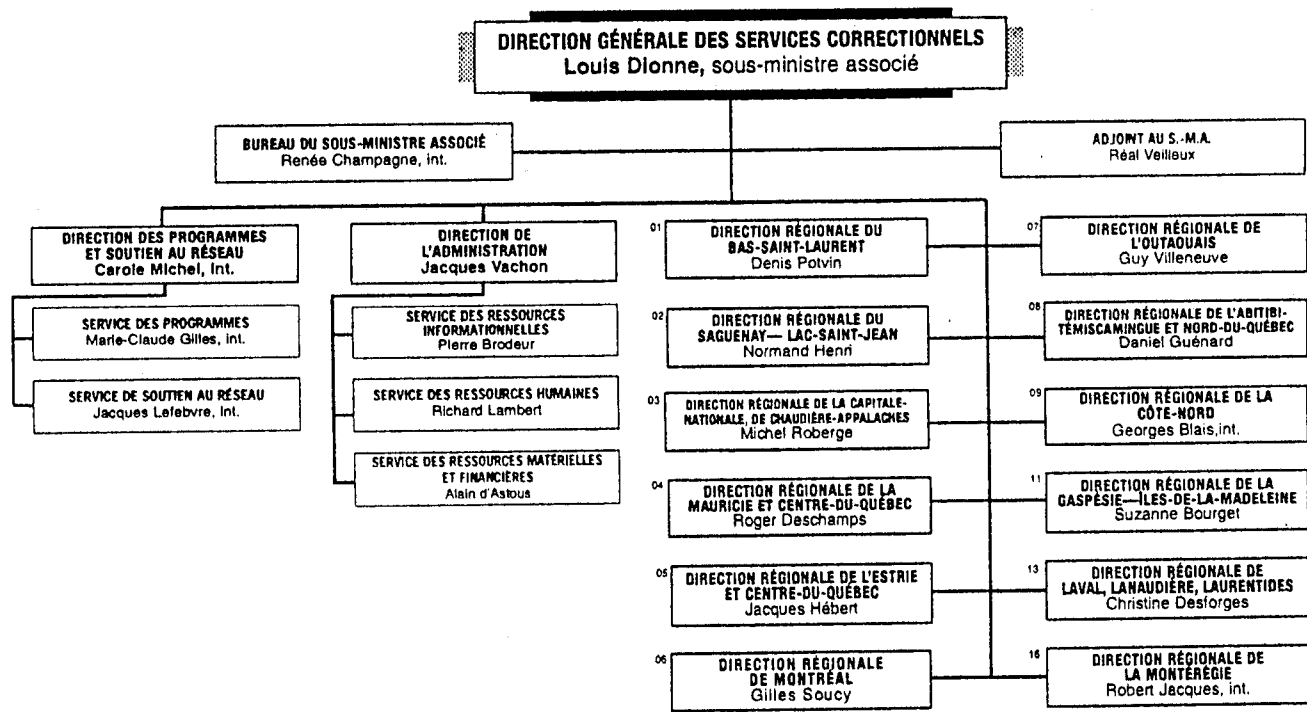 DIRECTION GÉNÉRALE DES SERVICES CORRECTIONNELS
Louis Dionne, sous-ministre associé
BUREAU DU SOUS-MINISTRE ASSOCIÉ
Renée Champagne, int.
ADJOINT AU S.-M.A.
Réal Veilleux
DIRECTION DES PROGRAMMES
ET SOUTIEN AU RÉSEAU
Carole Michel, Int.
SERVICE DES PROGRAMMES
Marie-Claude Gilles, int.
SERVICE DE SOUTIEN AU RÉSEAU
Jacques Lefebvre, Int.
DIRECTION DE
L'ADMINISTRATION
Jacques Vachon
SERVICE DES RESSOURCES
INFORMATIONNELLES
Pierre Brodeur
SERVICE DES RESSOURCES HUMAINES
Richard Lambert
SERVICE DES RESSOURCES MATÉRIELLES
ET FINANCIÈRES
Alain d'Astous
01
DIRECTION RÉGIONALE DU
BAS-SAINT-LAURENT
Denis Potvin
02
DIRECTION RÉGIONALE DU
SAGUENAY— LAC-SAINT-JEAN
Normand Henri
03
DIRECTION RÉGIONALE DE LA CAPITALE-
NATIONALE, DE CHAUDIÈRE-APPALACHES
Michel Roberge
04
DIRECTION RÉGIONALE DE LA
MAURICIE ET CENTRE-DU-QUÉBEC
Roger Deschamps
05
DIRECTION RÉGIONALE DE L'ESTRIE
ET CENTRE-DU-QUÉBEC
Jacques Hébert
06
DIRECTION RÉGIONALE
DE MONTRÉAL
Gilles Soucy
07
DIRECTION RÉGIONALE DE
L'OUTAOUAIS
Guy Villeneuve
08
DIRECTION RÉGIONALE DE L'ABITIBI-
TÉMISCAMINGUE ET NORD-DU-QUÉBEC
Daniel Guénard
09
DIRECTION RÉGIONALE DE LA
CÔTE-NORD
Georges Blais,int.
11
DIRECTION RÉGIONALE DE LA
GASPÉSIE—ÎLES-DE-LA-MADELEINE
Suzanne Bourget
13
DIRECTION RÉGIONALE DE
LAVAL, LANAUDIÈRE, LAURENTIDES
Christine Desforges
16
DIRECTION RÉGIONALE DE
LA MONTÉRÉGIE
Robert Jacques, int.